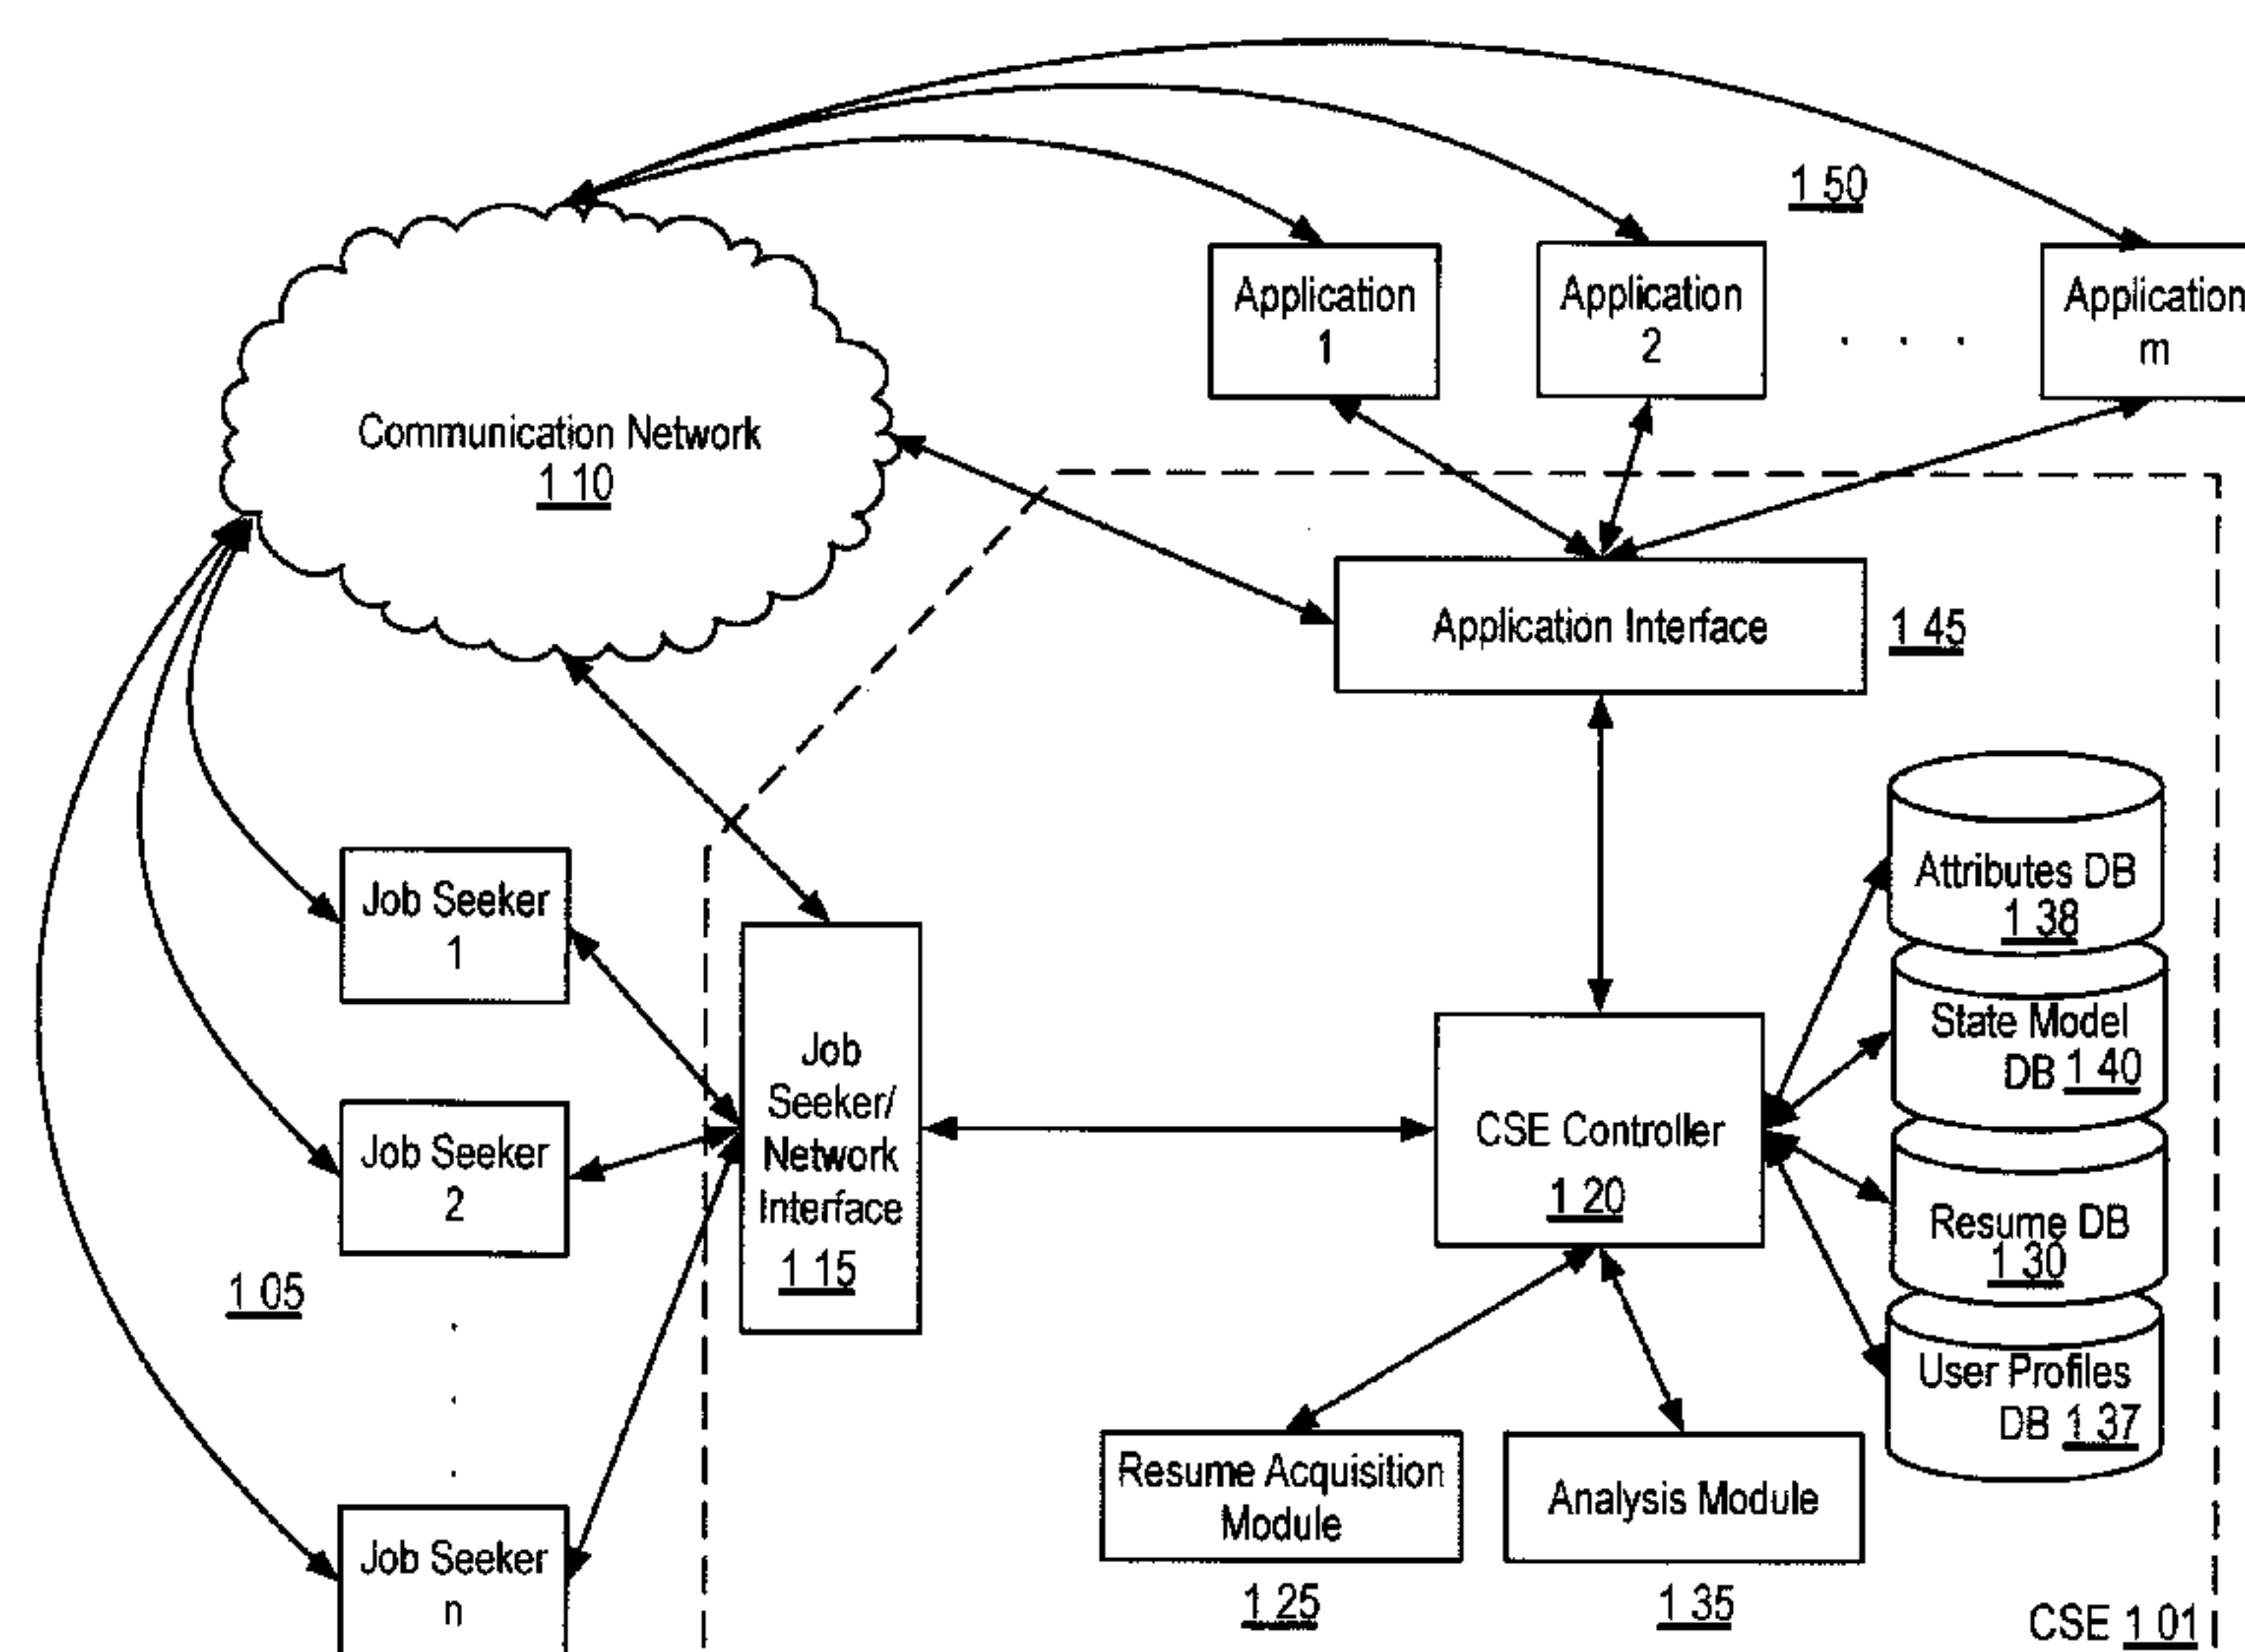 1 50
Application
1
Application
2
. . .
Application
m
Communication Network
1 10
Application Interface
1 45
Job Seeker
1
Job Seeker
2
1 05
.
.
.
Job Seeker
n
Job
Seeker/
Network
Interface
1 15
CSE Controller
1 20
Attributes DB
1 38
State Model
DB 1 40
Resume DB
1 30
User Profiles
DB 1 37
Resume Acquisition
Module
1 25
Analysis Module
1 35
CSE 1 01